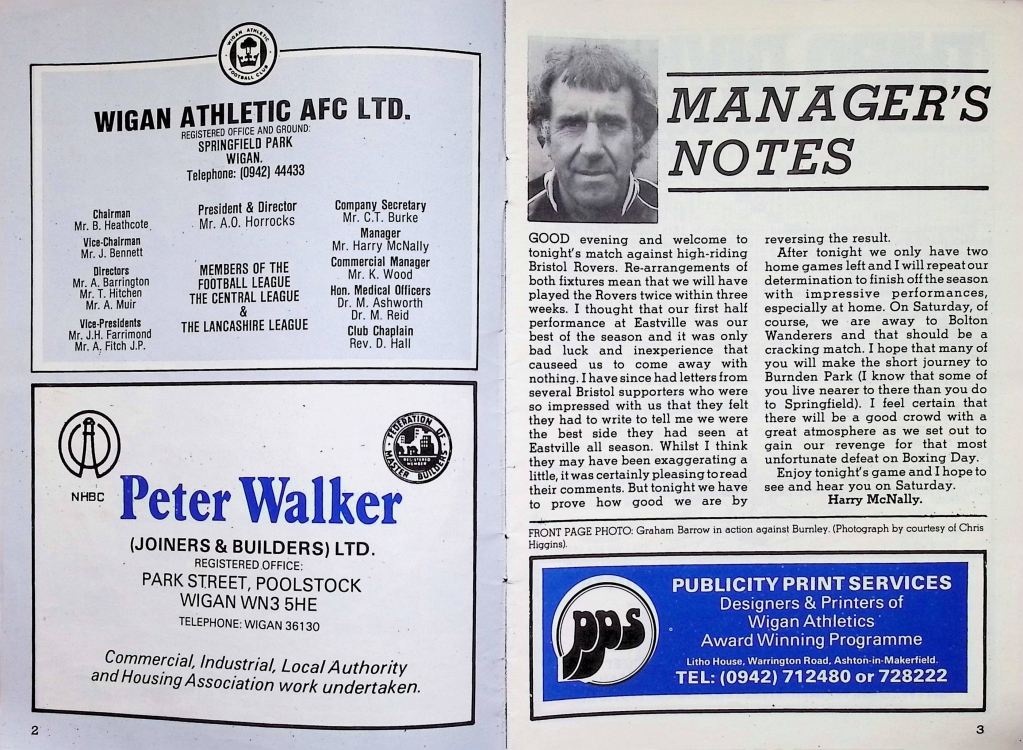 WIGAN ATHLETIC
FOOTBALL CLUB
WIGAN ATHLETIC AFC LTD.
REGISTERED OFFICE AND GROUND:
SPRINGFIELD PARK
WIGAN.
Telephone: (0942) 44433
Chairman
Mr. B. Heathcote
Vice-Chairman
Mr. J. Bennett
Directors
Mr. A. Barrington
Mr. T. Hitchen
Mr. A. Muir
Vice-Presidents
Mr. J.H. Farrimond
Mr. A. Fitch J.P.
President & Director
Mr. A.O. Horrocks
MEMBERS OF THE
FOOTBALL LEAGUE
THE CENTRAL LEAGUE
&
THE LANCASHIRE LEAGUE
Company Secretary
Mr. C.T. Burke
Manager
Mr. Harry McNally
Commercial Manager
Mr. K. Wood
Hon. Medical Officers
Dr. M. Ashworth
Dr. M. Reid
Club Chaplain
Rev. D. Hall
NHBC
FEDERATION OF
MASTER BUILDERS
REGISTERED
MEMBER
Peter Walker
(JOINERS & BUILDERS) LTD.
REGISTERED OFFICE:
PARK STREET, POOLSTOCK
WIGAN WN3 5HE
TELEPHONE: WIGAN 36130
Commercial, Industrial, Local Authority
and Housing Association work undertaken.
2
MANAGER'S
NOTES
GOOD evening and welcome to
tonight's match against high-riding
Bristol Rovers. Re-arrangements of
both fixtures mean that we will have
played the Rovers twice within three
weeks. I thought that our first half
performance at Eastville was our
best of the season and it was only
bad luck and inexperience that
causeed us to come away with
nothing. I have since had letters from
several Bristol supporters who were
so impressed with us that they felt
they had to write to tell me we were
the best side they had seen at
Eastville all season. Whilst I think
they may have been exaggerating a
little, it was certainly pleasing to read
their comments. But tonight we have
to prove how good we are by
reversing the result.
After tonight we only have two
home games left and I will repeat our
determination to finish off the season
with impressive performances,
especially at home. On Saturday, of
course, we are away to Bolton
Wanderers and that should be a
cracking match. I hope that many of
you will make the short journey to
Burnden Park (I know that some of
you live nearer to there than you do
to Springfield). I feel certain that
there will be a good crowd with a
great atmosphere as we set out to
gain our revenge for that most
unfortunate defeat on Boxing Day.
Enjoy tonight's game and I hope to
see and hear you on Saturday.
Harry McNally.
FRONT PAGE PHOTO: Graham Barrow in action against Burnley. (Photograph by courtesy of Chris
Higgins).
pps
PUBLICITY PRINT SERVICES
Designers & Printers of
Wigan Athletics
Award Winning Programme
Litho House, Warrington Road, Ashton-in-Makerfield.
TEL: (0942) 712480 or 728222
3